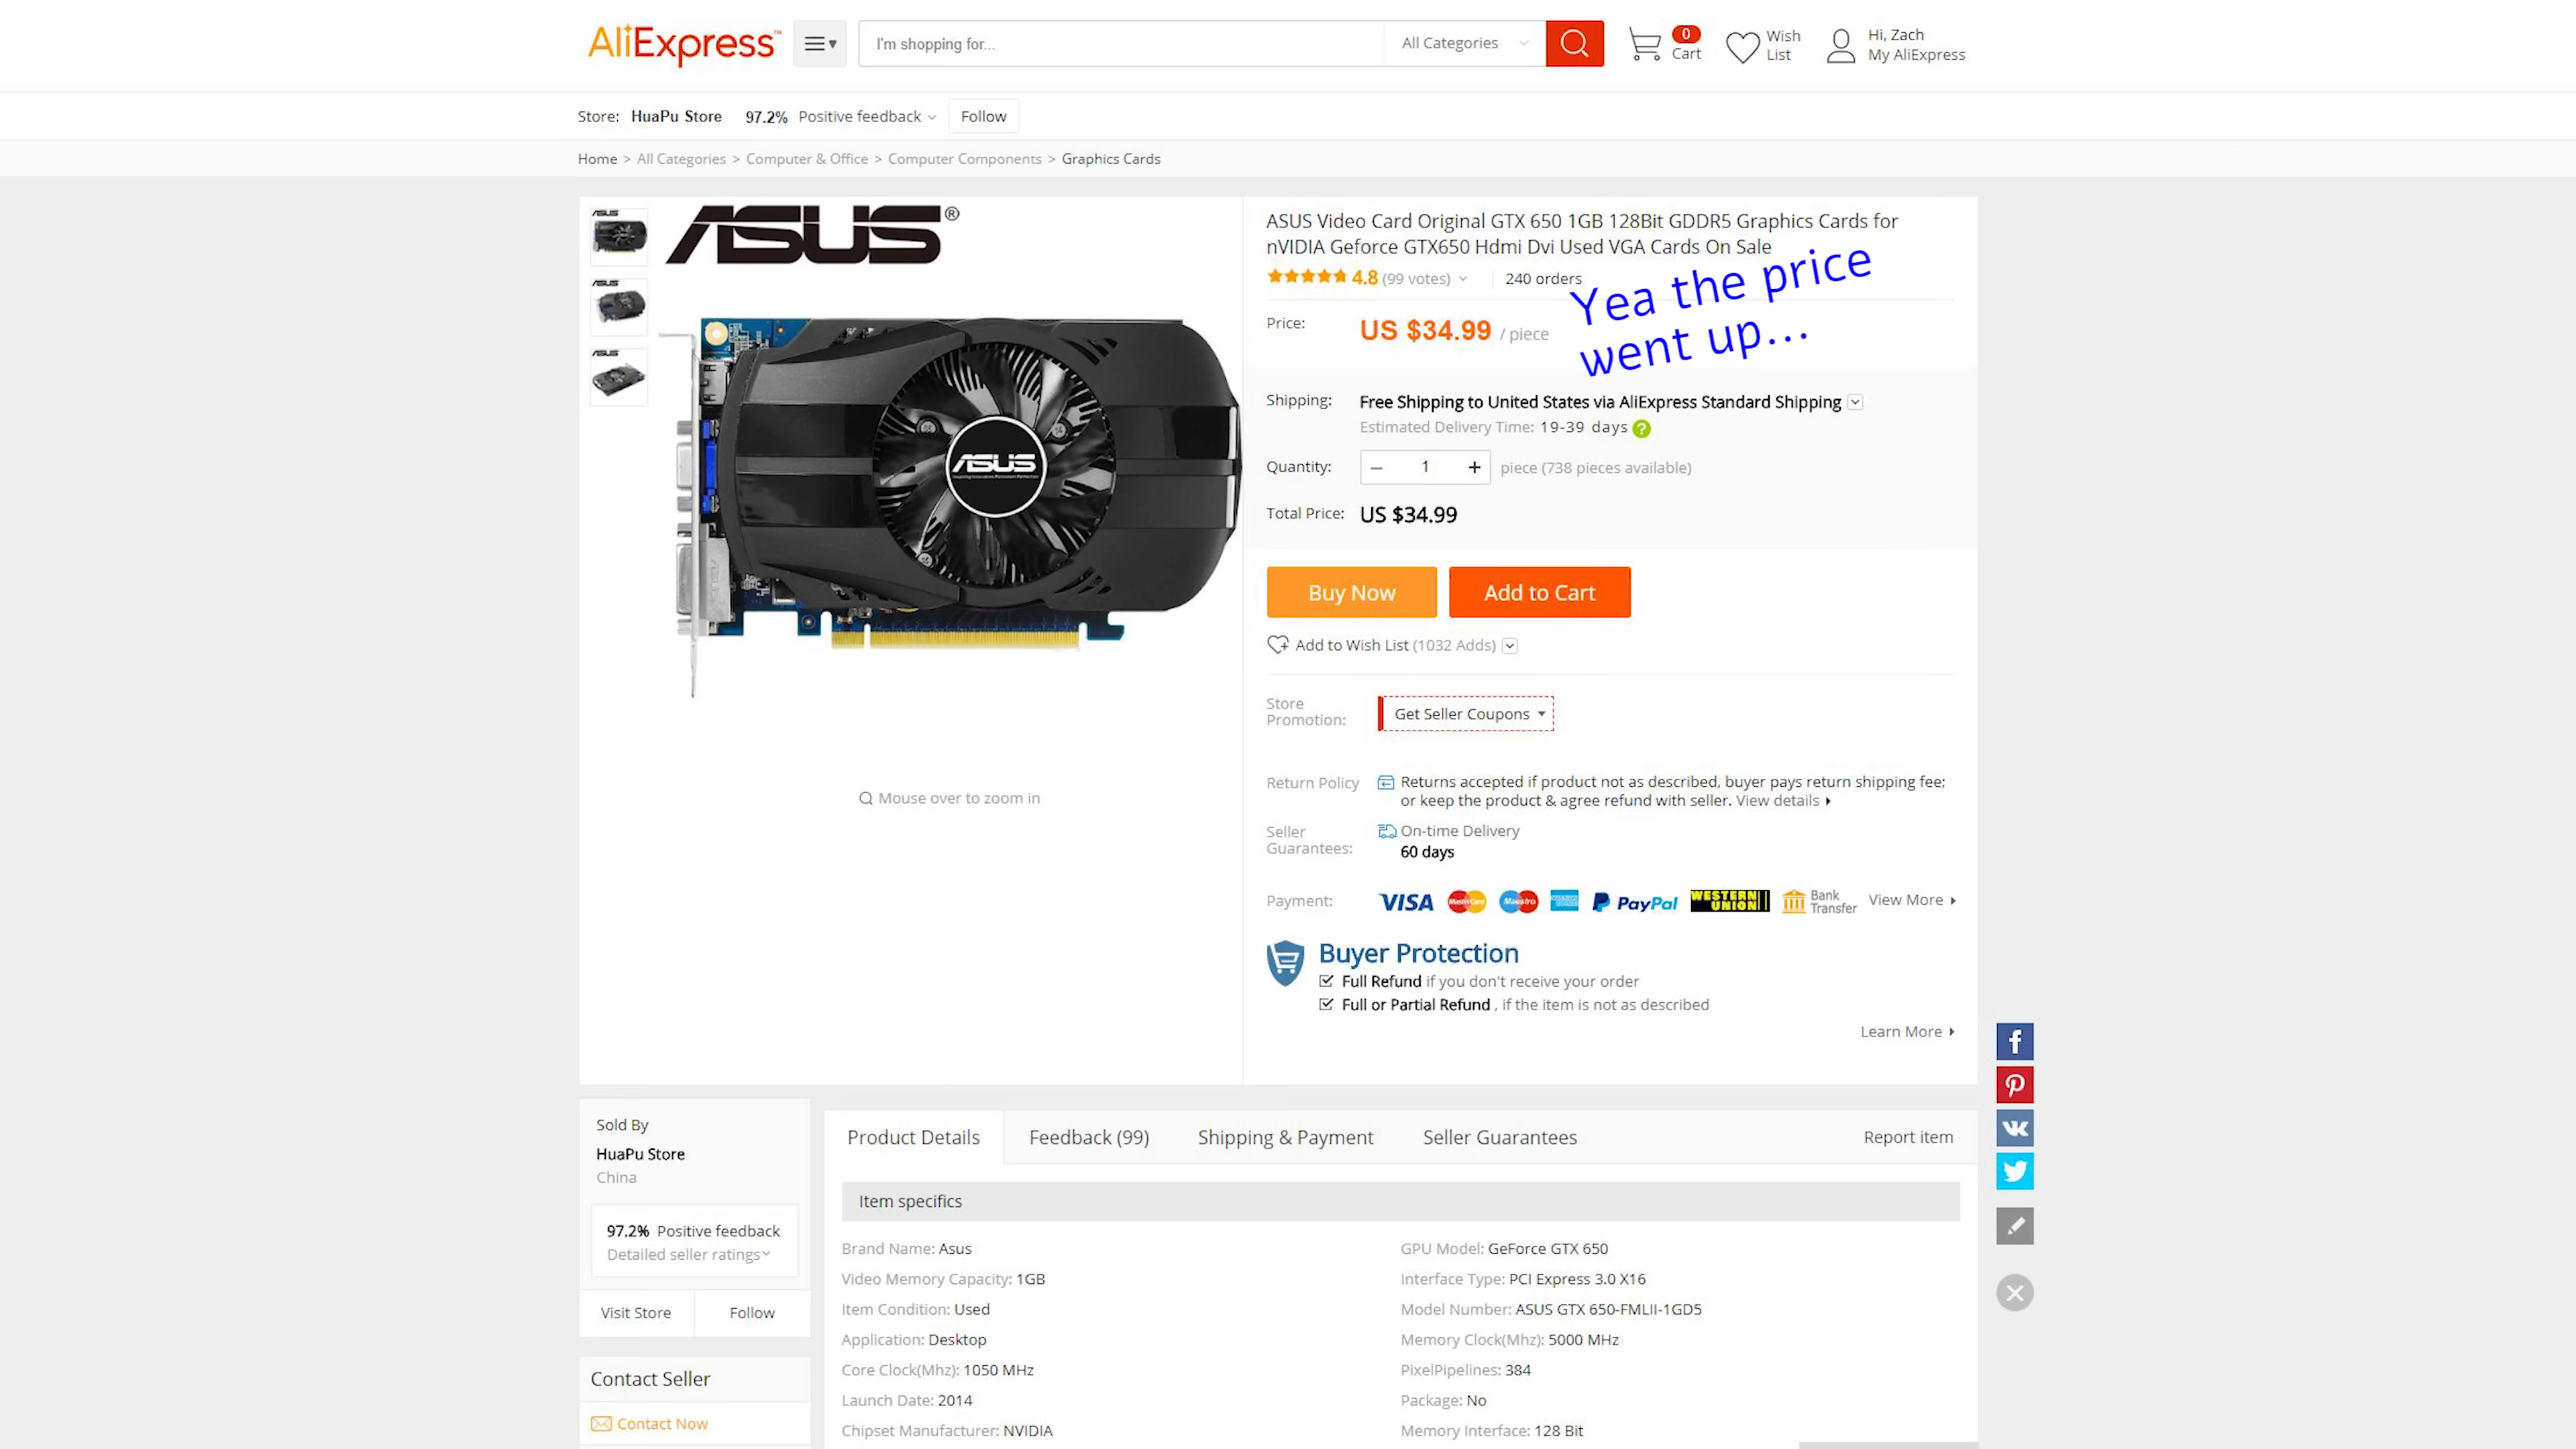 AliExpress™
I'm shopping for...
All Categories
0
Cart
Wish
List
Hi, Zach
My AliExpress
Store: HuaPu Store 97.2% Positive feedback Follow
Home > All Categories > Computer & Office > Computer Components > Graphics Cards
ASUS
ASUS
ASUS
ASUS®
ASUS
ASUS Video Card Original GTX 650 1GB 128Bit GDDR5 Graphics Cards for
nVIDIA Geforce GTX650 Hdmi Dvi Used VGA Cards On Sale
4.8 (99 votes) 240 orders
Yea the price
went up...
Price: US $34.99 / piece
Shipping: Free Shipping to United States via AliExpress Standard Shipping
Estimated Delivery Time: 19-39 days ?
Quantity: – 1 + piece (738 pieces available)
Total Price: US $34.99
Buy Now Add to Cart
Add to Wish List (1032 Adds)
Store
Promotion:
Get Seller Coupons
Mouse over to zoom in
Return Policy
Returns accepted if product not as described, buyer pays return shipping fee;
or keep the product & agree refund with seller. View details
Seller
Guarantees:
On-time Delivery
60 days
Payment: VISA MasterCard Maestro AMERICAN EXPRESS PayPal WESTERN UNION Bank Transfer View More
Buyer Protection
Full Refund if you don't receive your order
Full or Partial Refund , if the item is not as described
Learn More
Sold By
HuaPu Store
China
97.2% Positive feedback
Detailed seller ratings
Visit Store Follow
Contact Seller
Contact Now
Product Details Feedback (99) Shipping & Payment Seller Guarantees Report item
Item specifics
Brand Name: Asus GPU Model: GeForce GTX 650
Video Memory Capacity: 1GB Interface Type: PCI Express 3.0 X16
Item Condition: Used Model Number: ASUS GTX 650-FMLII-1GD5
Application: Desktop Memory Clock(Mhz): 5000 MHz
Core Clock(Mhz): 1050 MHz PixelPipelines: 384
Launch Date: 2014 Package: No
Chipset Manufacturer: NVIDIA Memory Interface: 128 Bit